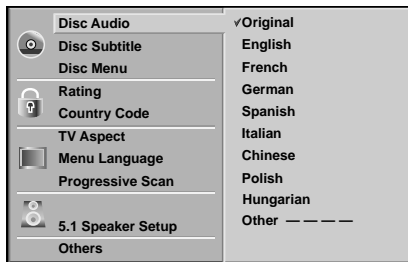 Disc Audio
Disc Subtitle
Disc Menu
Rating
Country Code
TV Aspect
Menu Language
Progressive Scan
5.1 Speaker Setup
Others
✓Original
English
French
German
Spanish
Italian
Chinese
Polish
Hungarian
Other — — — —